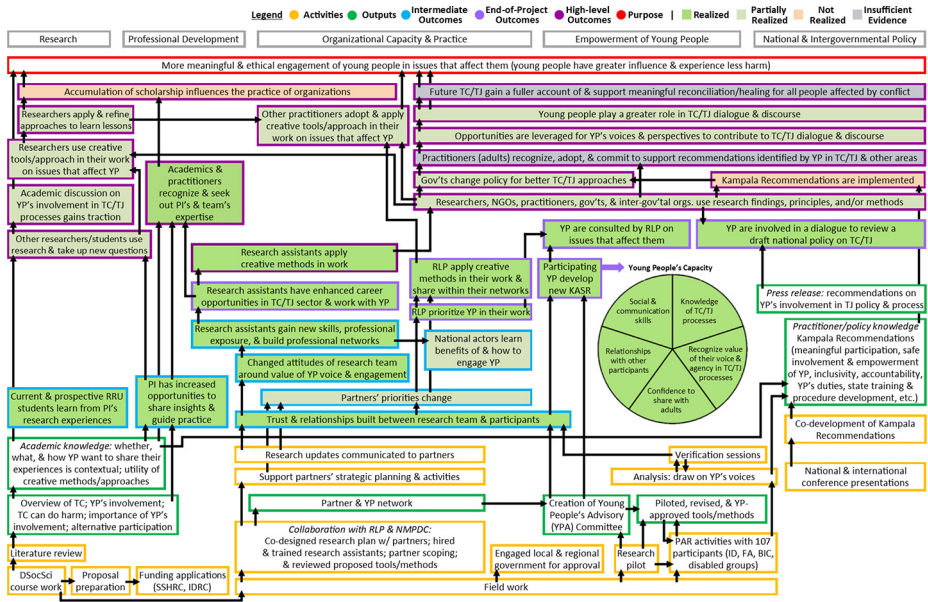 Legend
Activities
Outputs
Intermediate
Outcomes
End-of-Project
Outcomes
High-level
Outcomes
Purpose
|
Realized
Partially
Realized
Not
Realized
Insufficient
Evidence
Research
Professional Development
Organizational Capacity & Practice
Empowerment of Young People
National & Intergovernmental Policy
More meaningful & ethical engagement of young people in issues that affect them (young people have greater influence & experience less harm)
Accumulation of scholarship influences the practice of organizations
Future TC/TJ gain a fuller account of & support meaningful reconciliation/healing for all people affected by conflict
Researchers apply & refine
approaches to learn lessons
Other practitioners adopt & apply
creative tools/approach in their
work on issues that affect YP
Young people play a greater role in TC/TJ dialogue & discourse
Opportunities are leveraged for YP's voices & perspectives to contribute to TC/TJ dialogue & discourse
Researchers use creative
tools/approach in their work
on issues that affect YP
Practitioners (adults) recognize, adopt, & commit to support recommendations identified by YP in TC/TJ & other areas
Academics &
practitioners
recognize & seek
out PI's & team's
expertise
Gov'ts change policy for better TC/TJ approaches
Kampala Recommendations are implemented
Academic discussion on
YP's involvement in TC/TJ
processes gains traction
Researchers, NGOs, practitioners, gov'ts, & inter-gov'tal orgs. use research findings, principles, and/or methods
Other researchers/students use
research & take up new questions
YP are consulted by RLP on
issues that affect them
YP are involved in a dialogue to review a
draft national policy on TC/TJ
Research assistants apply
creative methods in work
RLP apply creative
methods in their work &
share within their networks
Participating
YP develop
new KASR
Young People's Capacity
Social &
communication
skills
Knowledge
of TC/TJ
processes
Relationships
with other
participants
Recognize value
of their voice &
agency in TC/TJ
processes
Confidence to
share with
adults
Research assistants have enhanced career
opportunities in TC/TJ sector & work with YP
RLP prioritize YP in their work
Press release: recommendations on
YP's involvement in TJ policy & process
Research assistants gain new skills, professional
exposure, & build professional networks
National actors learn
benefits of & how to
engage YP
Practitioner/policy knowledge
Kampala Recommendations
(meaningful participation, safe
involvement & empowerment
of YP, inclusivity, accountability,
YP's duties, state training &
procedure development, etc.)
Changed attitudes of research team
around value of YP voice & engagement
Current & prospective RRU
students learn from PI's
research experiences
PI has increased
opportunities to
share insights &
guide practice
Partners' priorities change
Trust & relationships built between research team & participants
Co-development of Kampala
Recommendations
Academic knowledge: whether,
what, & how YP want to share their
experiences is contextual; utility of
creative methods/approaches
Research updates communicated to partners
Verification sessions
Support partners' strategic planning & activities
Analysis: draw on YP's voices
National & international
conference presentations
Overview of TC; YP's involvement;
TC can do harm; importance of YP's
involvement; alternative participation
Partner & YP network
Creation of Young
People's Advisory
(YPA) Committee
Piloted, revised, & YP-
approved tools/methods
Collaboration with RLP & NMPDC:
Co-designed research plan w/ partners; hired
& trained research assistants; partner scoping;
& reviewed proposed tools/methods
Engaged local & regional
government for approval
Research
pilot
PAR activities with 107
participants (ID, FA, BIC,
disabled groups)
Literature review
DSocSci
course work
Proposal
preparation
Funding applications
(SSHRC, IDRC)
Field work